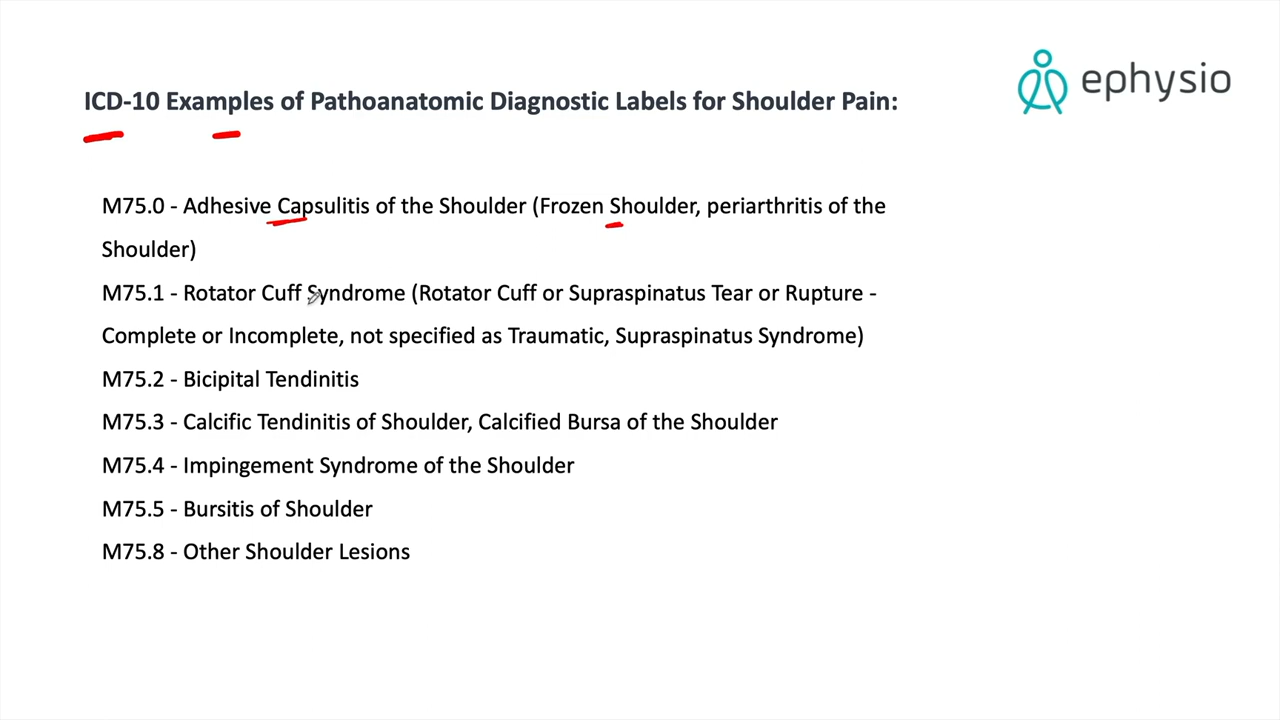 ephysio
ICD-10 Examples of Pathoanatomic Diagnostic Labels for Shoulder Pain:
M75.0 - Adhesive Capsulitis of the Shoulder (Frozen Shoulder, periarthritis of the
Shoulder)
M75.1 - Rotator Cuff Syndrome (Rotator Cuff or Supraspinatus Tear or Rupture -
Complete or Incomplete, not specified as Traumatic, Supraspinatus Syndrome)
M75.2 - Bicipital Tendinitis
M75.3 - Calcific Tendinitis of Shoulder, Calcified Bursa of the Shoulder
M75.4 - Impingement Syndrome of the Shoulder
M75.5 - Bursitis of Shoulder
M75.8 - Other Shoulder Lesions